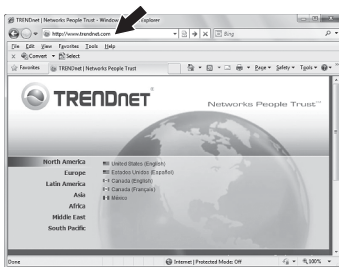 TRENDnet | Networks People Trust - Window Explorer
http://www.trendnet.com
Bing
File Edit View Favorites Tools Help
x Convert Select
Favorites TRENDnet | Networks People Trust
Page Safety Tools
TRENDNET®
Networks People Trust™
North America
Europe
Latin America
Asia
Africa
Middle East
South Pacific
United States (English)
Estados Unidos (Español)
Canada (English)
Canada (Français)
México
Done
Internet | Protected Mode: Off
100%